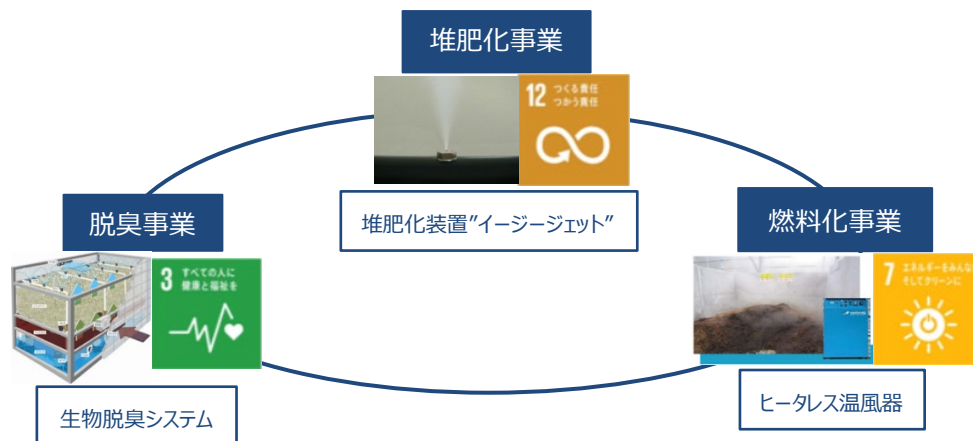 堆肥化事業
12 つくる責任
つかう責任
堆肥化装置”イージージェット”
脱臭事業
3 すべての人に
健康と福祉を
生物脱臭システム
燃料化事業
7 エネルギーをみんな
そしてクリーンに
ヒータレス温風器